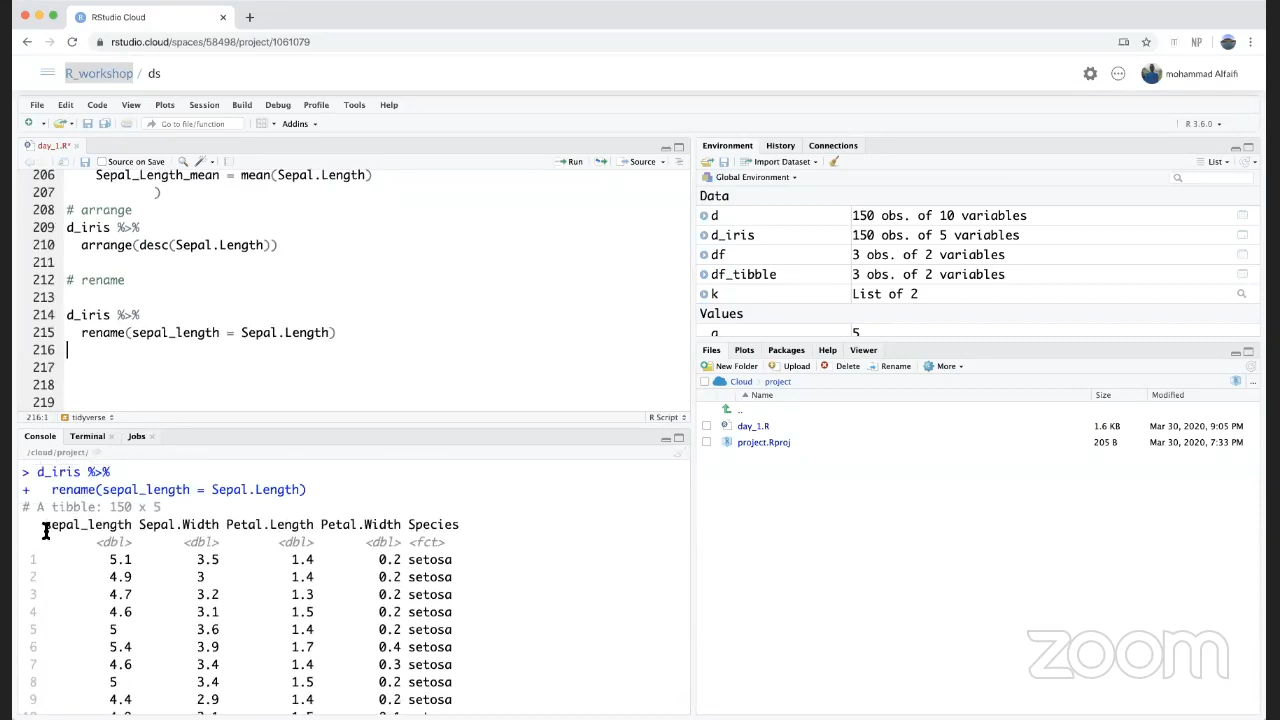 RStudio Cloud
rstudio.cloud/spaces/58498/project/1061079
NP
R_workshop / ds
mohammad Alfaifi
File Edit Code View Plots Session Build Debug Profile Tools Help
Go to file/function Addins R 3.6.0
day_1.R*
Source on Save Run Source
206 Sepal_Length_mean = mean(Sepal.Length)
207 )
208 # arrange
209 d_iris %>%
210 arrange(desc(Sepal.Length))
211
212 # rename
213
214 d_iris %>%
215 rename(sepal_length = Sepal.Length)
216
217
218
219
216:1 tidyverse R Script
Console Terminal Jobs
/cloud/project/
> d_iris %>%
+ rename(sepal_length = Sepal.Length)
# A tibble: 150 x 5
sepal_length Sepal.Width Petal.Length Petal.Width Species
<dbl> <dbl> <dbl> <dbl> <fct>
1 5.1 3.5 1.4 0.2 setosa
2 4.9 3 1.4 0.2 setosa
3 4.7 3.2 1.3 0.2 setosa
4 4.6 3.1 1.5 0.2 setosa
5 5 3.6 1.4 0.2 setosa
6 5.4 3.9 1.7 0.4 setosa
7 4.6 3.4 1.4 0.3 setosa
8 5 3.4 1.5 0.2 setosa
9 4.4 2.9 1.4 0.2 setosa
Environment History Connections
Import Dataset List
Global Environment
Data
d 150 obs. of 10 variables
d_iris 150 obs. of 5 variables
df 3 obs. of 2 variables
df_tibble 3 obs. of 2 variables
k List of 2
Values
a 5
Files Plots Packages Help Viewer
New Folder Upload Delete Rename More
Cloud project
Name Size Modified
..
day_1.R 1.6 KB Mar 30, 2020, 9:05 PM
project.Rproj 205 B Mar 30, 2020, 7:33 PM
zoom